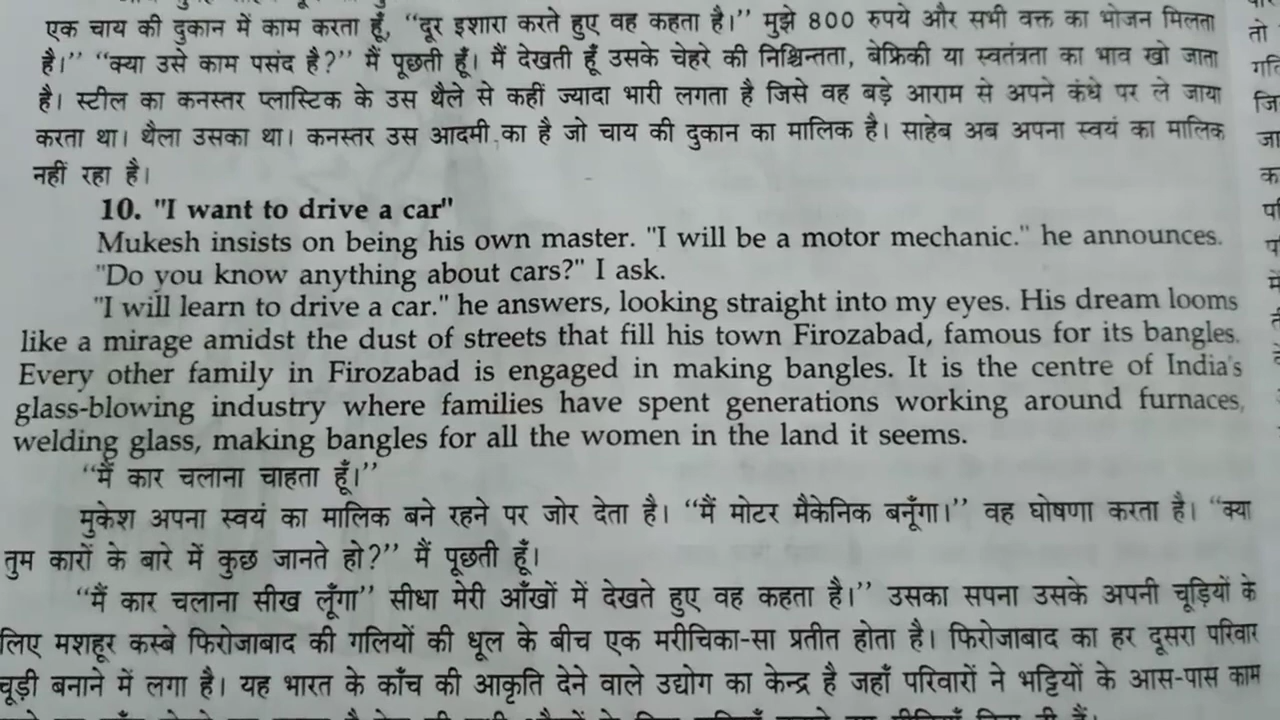 एक चाय की दुकान में काम करता हूँ, “दूर इशारा करते हुए वह कहता है।” मुझे 800 रुपये और सभी वक्त का भोजन मिलता
है।” “क्या उसे काम पसंद है?” मैं पूछती हूँ। मैं देखती हूँ उसके चेहरे की निश्चिन्तता, बेफ्रिकी या स्वतंत्रता का भाव खो जाता
है। स्टील का कनस्तर प्लास्टिक के उस थैले से कहीं ज्यादा भारी लगता है जिसे वह बड़े आराम से अपने कंधे पर ले जाया
करता था। थैला उसका था। कनस्तर उस आदमी का है जो चाय की दुकान का मालिक है। साहेब अब अपना स्वयं का मालिक
नहीं रहा है।
10. "I want to drive a car"
Mukesh insists on being his own master. "I will be a motor mechanic." he announces.
"Do you know anything about cars?" I ask.
"I will learn to drive a car." he answers, looking straight into my eyes. His dream looms
like a mirage amidst the dust of streets that fill his town Firozabad, famous for its bangles.
Every other family in Firozabad is engaged in making bangles. It is the centre of India's
glass-blowing industry where families have spent generations working around furnaces,
welding glass, making bangles for all the women in the land it seems.
“मैं कार चलाना चाहता हूँ।”
मुकेश अपना स्वयं का मालिक बने रहने पर जोर देता है। “मैं मोटर मैकेनिक बनूँगा।” वह घोषणा करता है। “क्या
तुम कारों के बारे में कुछ जानते हो?” मैं पूछती हूँ।
“मैं कार चलाना सीख लूँगा” सीधा मेरी आँखों में देखते हुए वह कहता है।” उसका सपना उसके अपनी चूड़ियों के
लिए मशहूर कस्बे फिरोजाबाद की गलियों की धूल के बीच एक मरीचिका-सा प्रतीत होता है। फिरोजाबाद का हर दूसरा परिवार
चूड़ी बनाने में लगा है। यह भारत के काँच की आकृति देने वाले उद्योग का केन्द्र है जहाँ परिवारों ने भट्टियों के आस-पास काम